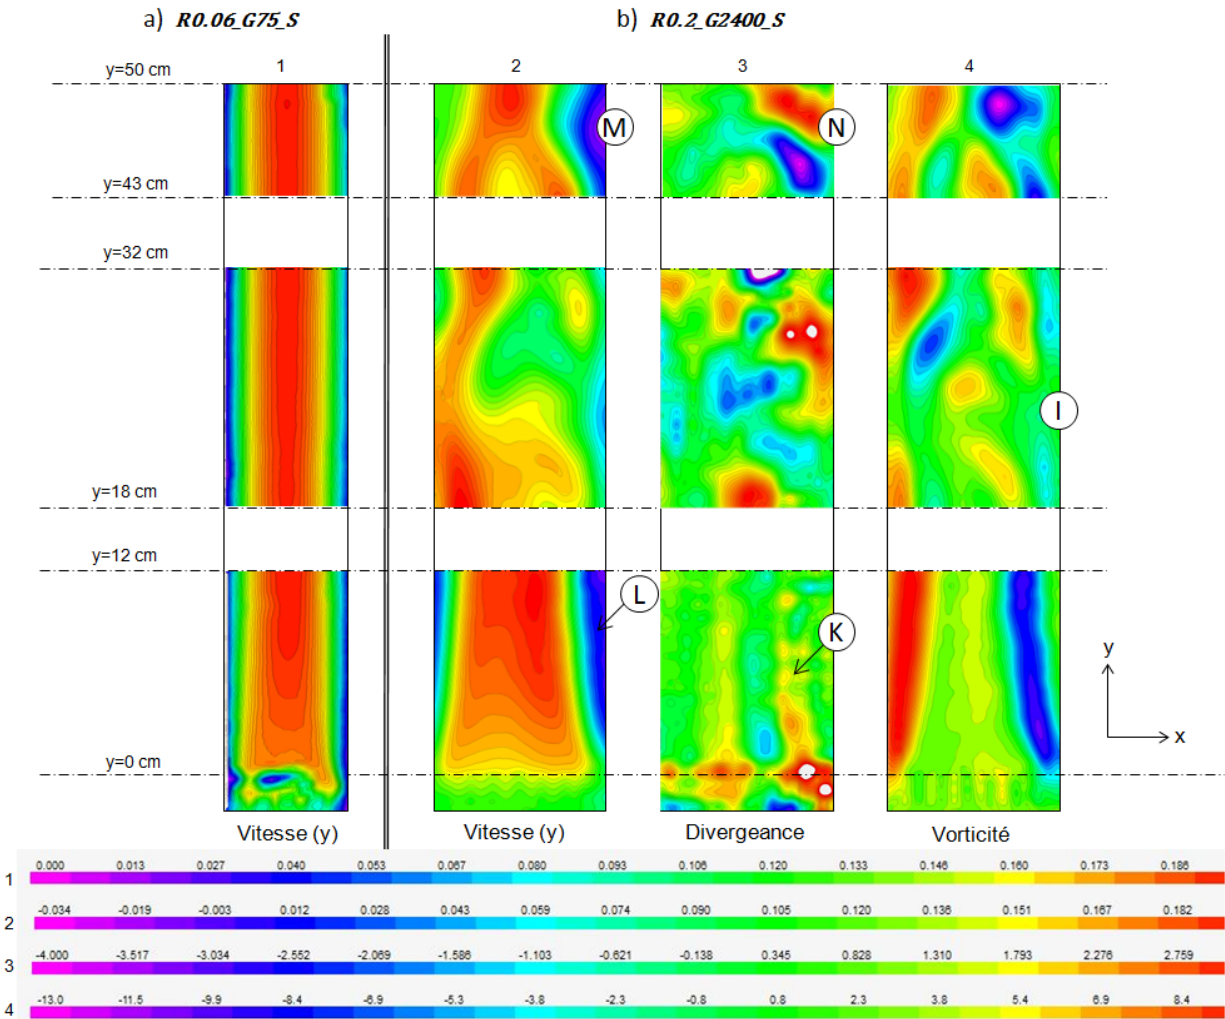 a) R0.06_G75_S
b) R0.2_G2400_S
1
2
3
4
y=50 cm
M
N
y=43 cm
y=32 cm
I
y=18 cm
y=12 cm
L
K
y
x
y=0 cm
Vitesse (y)
Vitesse (y)
Divergeance
Vorticité
1 0.000 0.013 0.027 0.040 0.053 0.067 0.080 0.093 0.106 0.120 0.133 0.146 0.160 0.173 0.186
2 -0.034 -0.019 -0.003 0.012 0.028 0.043 0.059 0.074 0.090 0.105 0.120 0.136 0.151 0.167 0.182
3 -4.000 -3.517 -3.034 -2.552 -2.069 -1.586 -1.103 -0.621 -0.138 0.345 0.828 1.310 1.793 2.276 2.759
4 -13.0 -11.5 -9.9 -8.4 -6.9 -5.3 -3.8 -2.3 -0.8 0.8 2.3 3.8 5.4 6.9 8.4